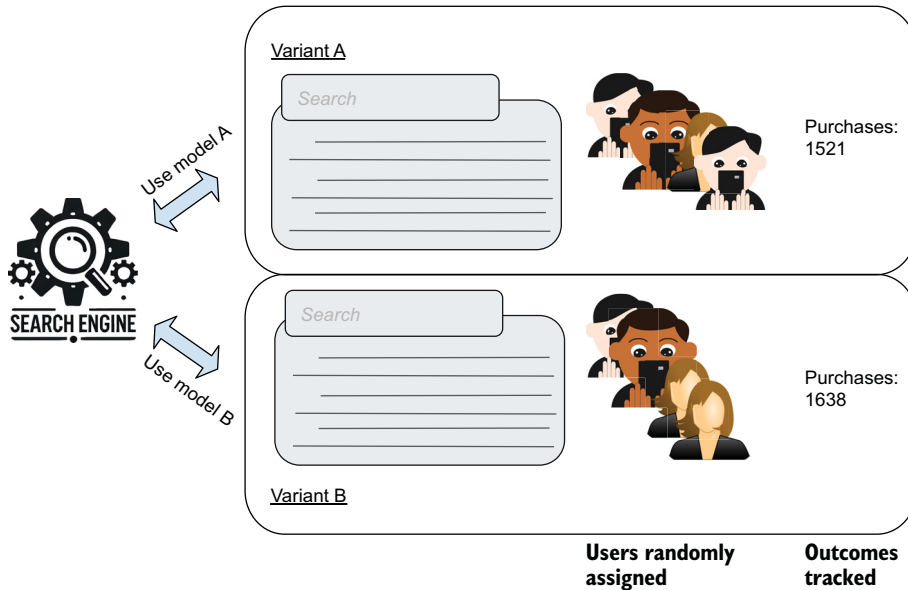 Variant A
Search
Purchases:
1521
Use model A
SEARCH ENGINE
Use model B
Search
Purchases:
1638
Variant B
Users randomly
assigned
Outcomes
tracked